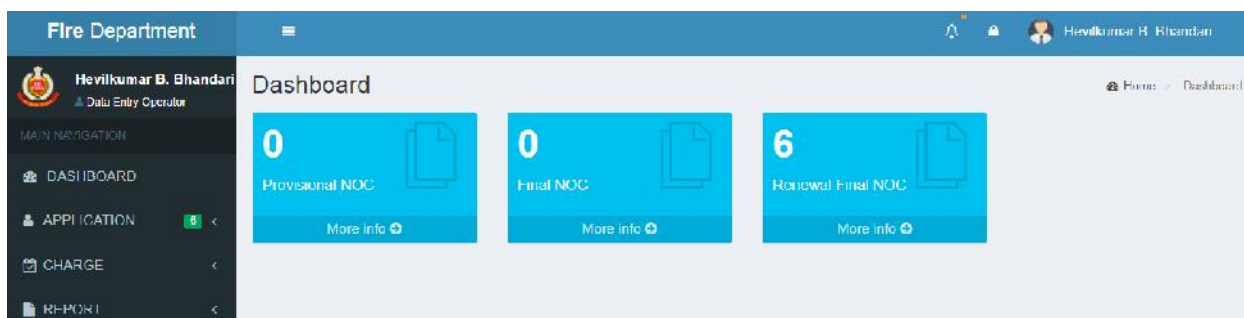 Fire Department
Hevilkumar B. Bhandari
Hevilkumar B. Bhandari
Data Entry Operator
Dashboard
Home > Dashboard
MAIN NAVIGATION
DASHBOARD
APPLICATION 6
CHARGE
REPORT
0
Provisional NOC
More info
0
Final NOC
More info
6
Renewal Final NOC
More info